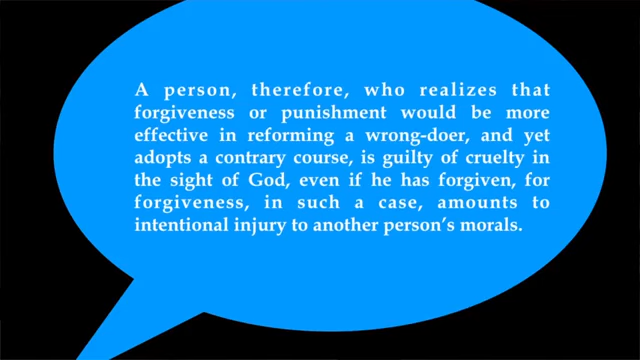 A person, therefore, who realizes that
forgiveness or punishment would be more
effective in reforming a wrong-doer, and yet
adopts a contrary course, is guilty of cruelty in
the sight of God, even if he has forgiven, for
forgiveness, in such a case, amounts to
intentional injury to another person's morals.